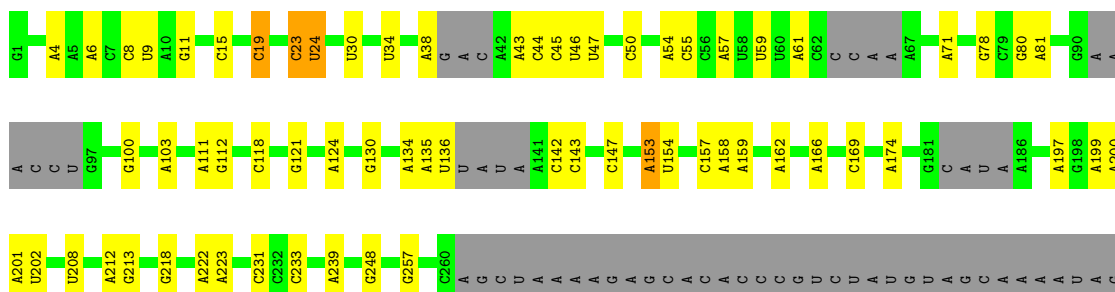 G1 A4 A5 A6 C7 C8 U9 A10 G11 C15 C19 C23 U24 U30 U34 A38 G A C A42 A43 C44 C45 U46 U47 C50 A54 C55 C56 A57 U58 U59 U60 A61 C62 C C A A A67 A71 G78 C79 G80 A81 G90 A A
A C C U G97 G100 A103 A111 G112 C118 G121 A124 G130 A134 A135 U136 U A U A A141 C142 C143 C147 A153 U154 C157 A158 A159 A162 A166 C169 A174 G181 C A U A A186 A197 G198 A199 A200
A201 U202 U208 A212 G213 G218 A222 A223 C231 C232 C233 A239 G248 G257 C260 A G C U A A A A G A G C A C A C C C G U C U A U G U A G C A A A A U A